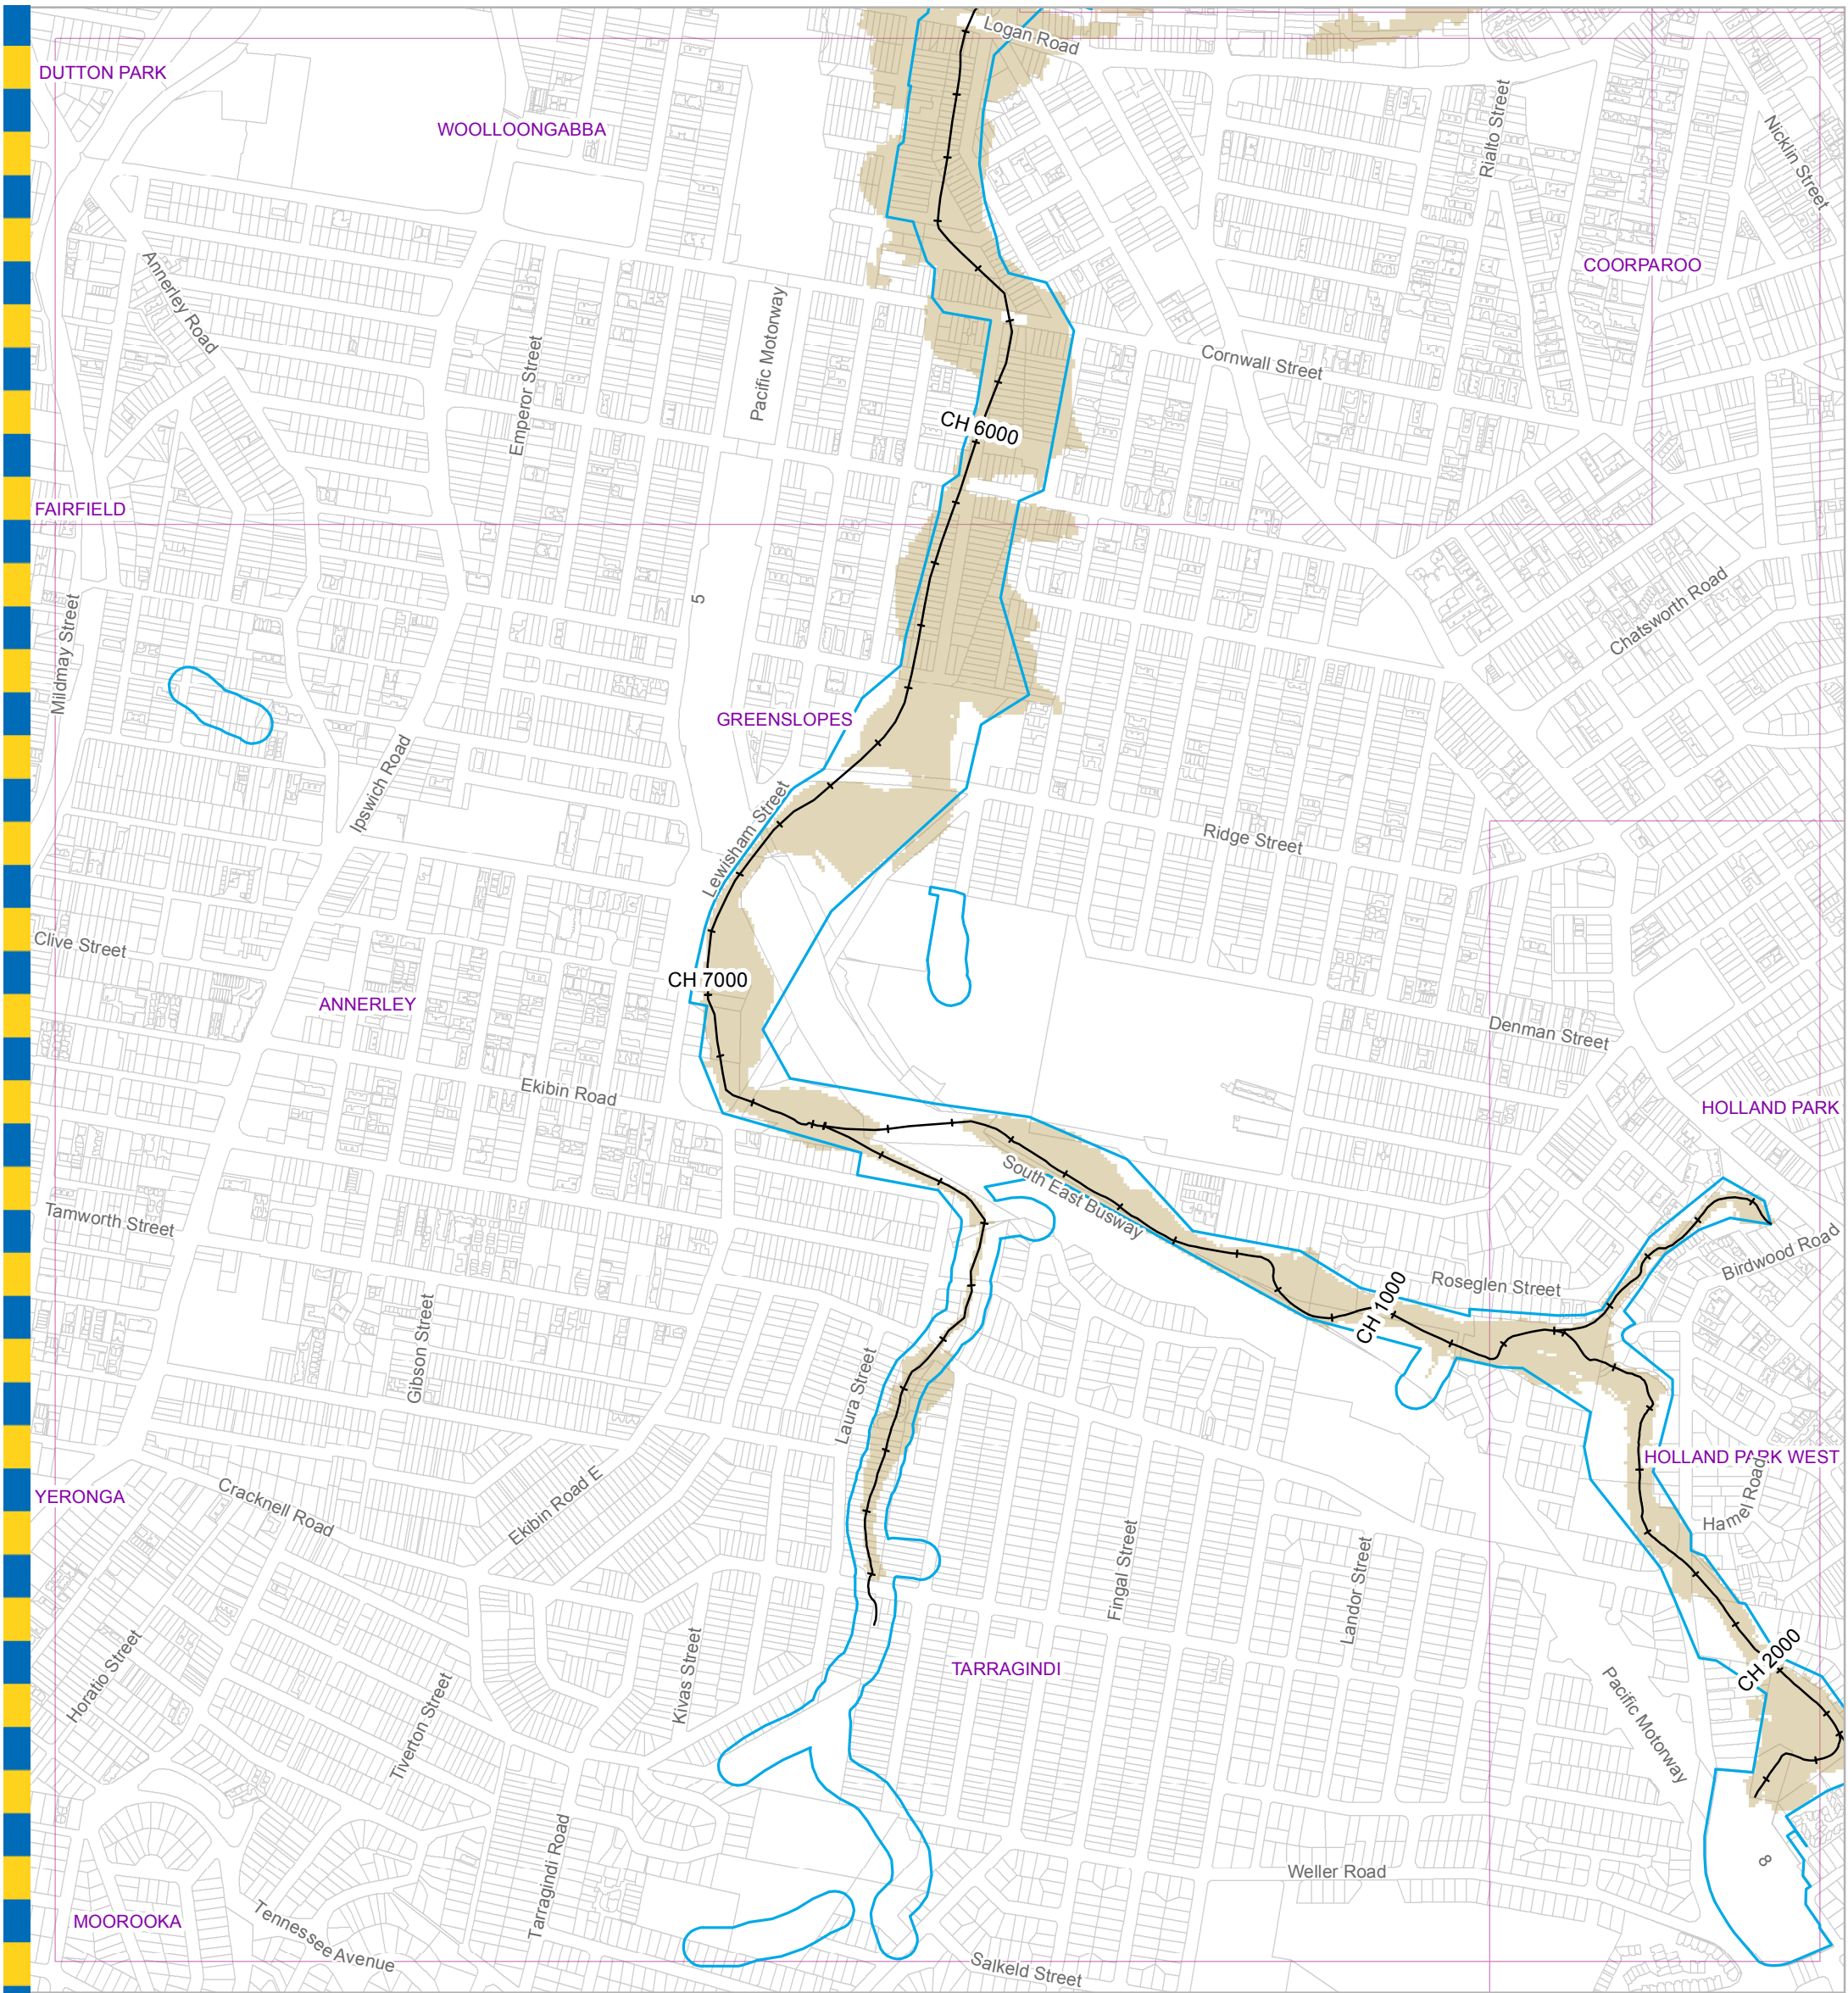 Logan Road
DUTTON PARK
WOOLLOONGABBA
Rialto Street
Nicklin Street
COORPAROO
Annerley Road
Pacific Motorway
Emperor Street
Cornwall Street
CH 6000
FAIRFIELD
5
Chatsworth Road
Mildmay Street
GREENSLOPES
Ipswich Road
Lewisham Street
Ridge Street
Clive Street
CH 7000
ANNERLEY
Denman Street
Ekibin Road
HOLLAND PARK
South East Busway
Tamworth Street
Birdwood Road
Roseglen Street
CH 1000
Gibson Street
Laura Street
HOLLAND PARK WEST
YERONGA
Cracknell Road
Ekibin Road E
Hamel Road
Fingal Street
Landor Street
Horatio Street
Kivas Street
TARRAGINDI
CH 2000
Tiverton Street
Pacific Motorway
Tarragindi Road
Weller Road
8
MOOROOKA
Tennessee Avenue
Salkeld Street